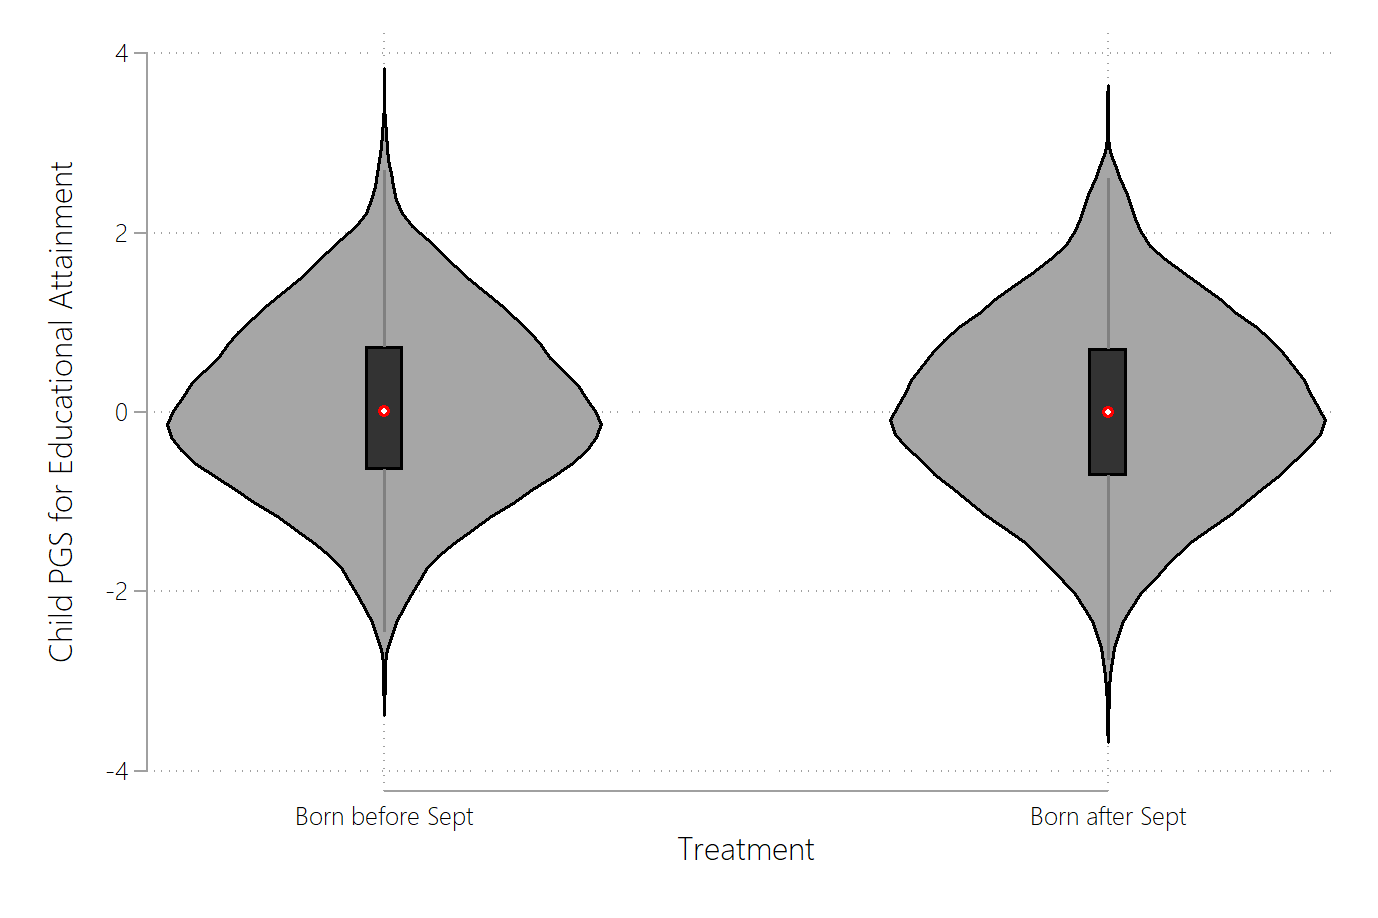 Child PGS for Educational Attainment
4
2
0
-2
-4
Born before Sept
Born after Sept
Treatment